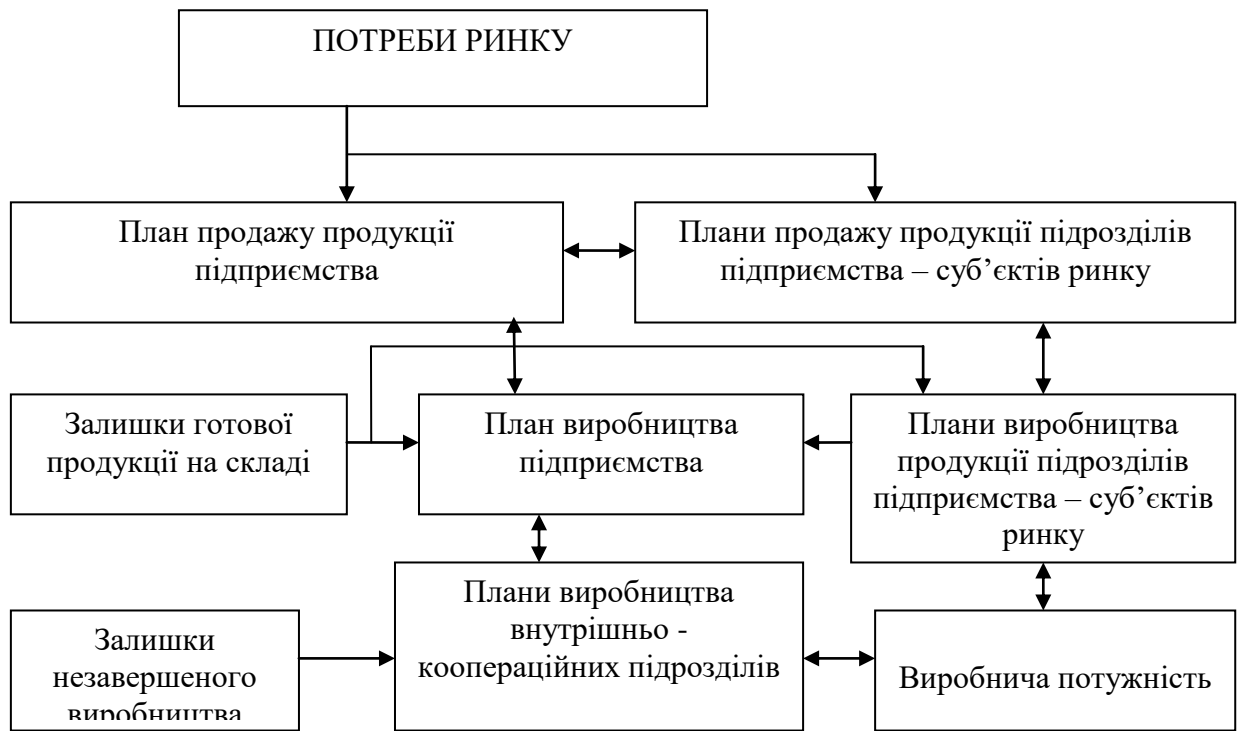 ПОТРЕБИ РИНКУ
План продажу продукції
підприємства
Плани продажу продукції підрозділів
підприємства – суб’єктів ринку
Залишки готової
продукції на складі
План виробництва
підприємства
Плани виробництва
продукції підрозділів
підприємства – суб’єктів
ринку
Залишки
незавершеного
виробництва
Плани виробництва
внутрішньо -
коопераційних підрозділів
Виробнича потужність